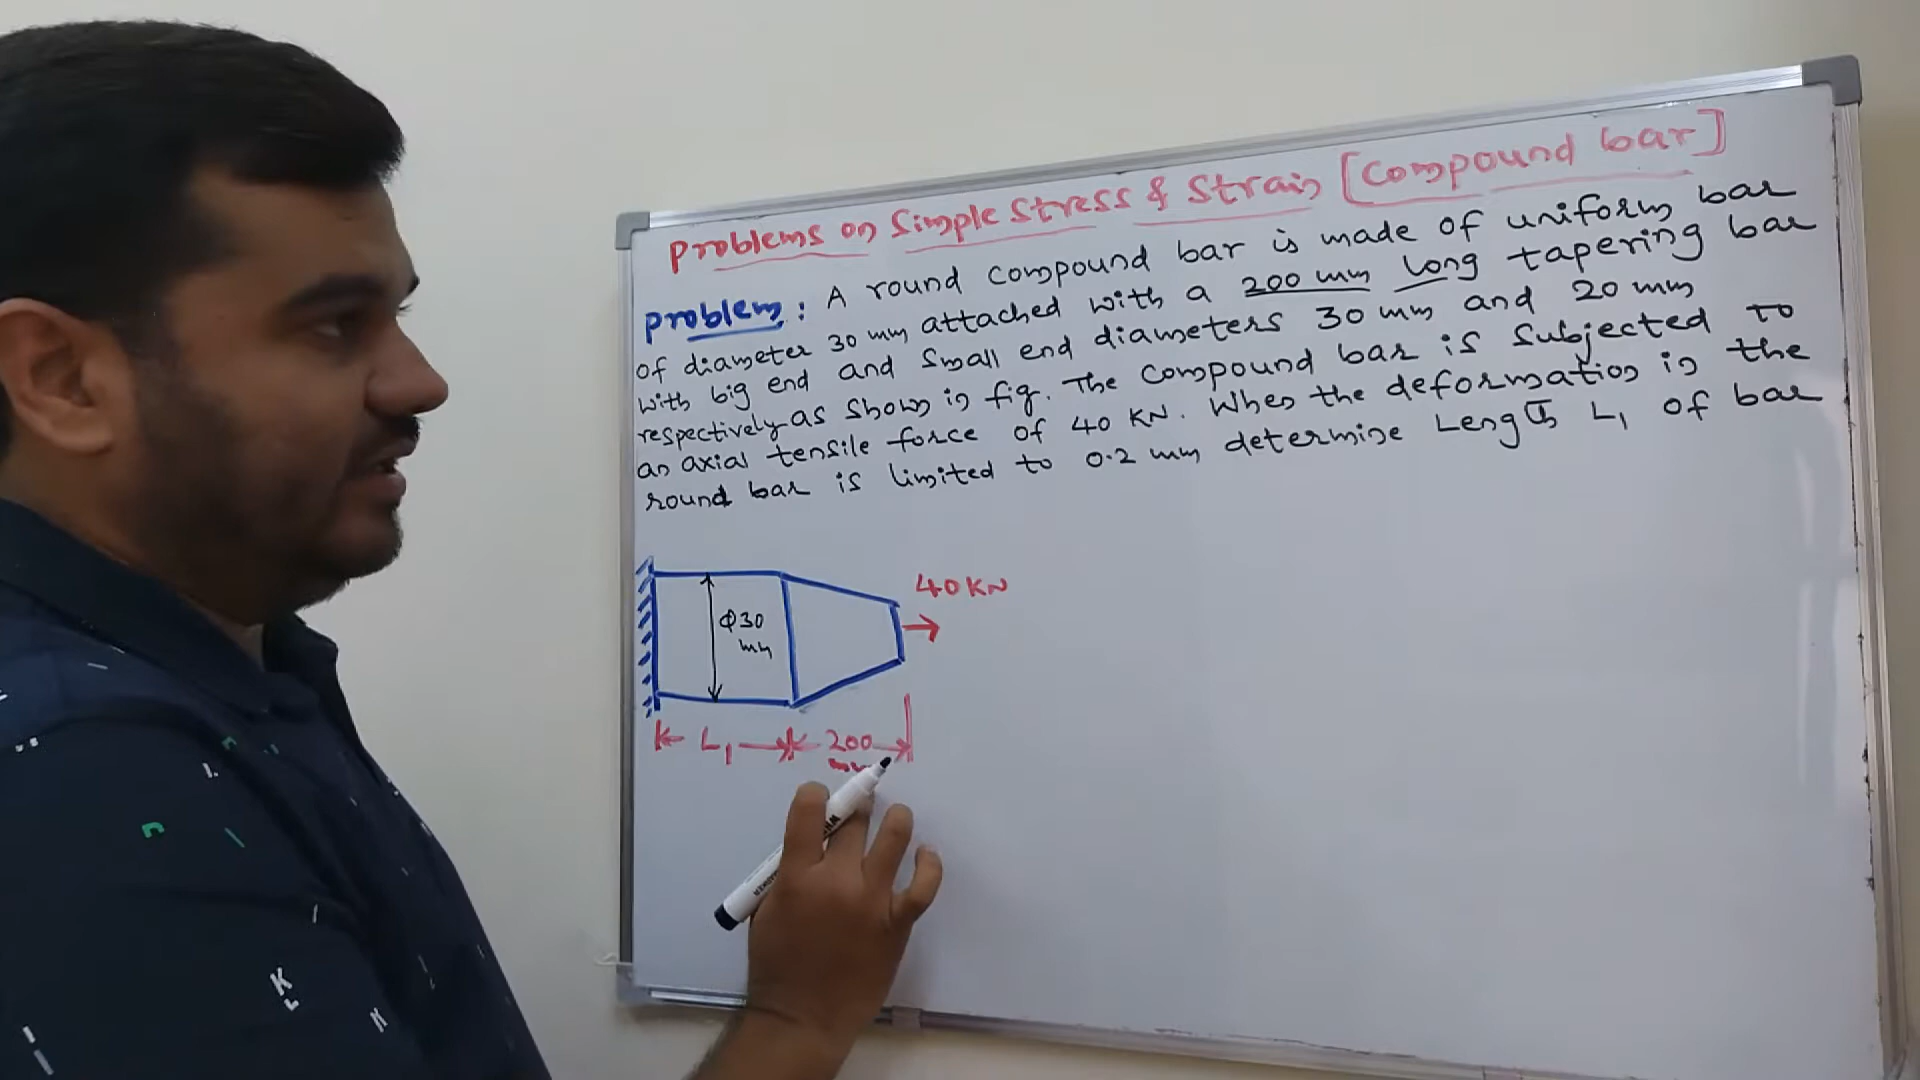 Problems on Simple Stress & Strain [Compound bar]
Problem: A round compound bar is made of uniform bar
of diameter 30 mm attached with a 200 mm long tapering bar
with big end and small end diameters 30 mm and 20 mm
respectively as shown in fig. The compound bar is subjected to
an axial tensile force of 40 KN. When the deformation in the
round bar is limited to 0.2 mm determine Length L1 of bar
40 KN
Φ30
mm
L1
200
mm
K
L
K